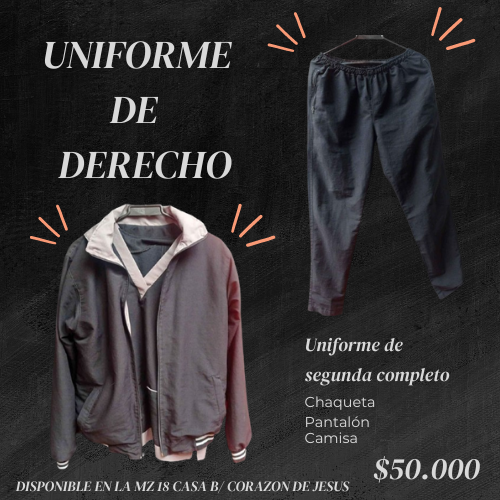 UNIFORME
DE
DERECHO
Uniforme de
segunda completo
Chaqueta
Pantalón
Camisa
$50.000
DISPONIBLE EN LA MZ 18 CASA B/ CORAZON DE JESUS